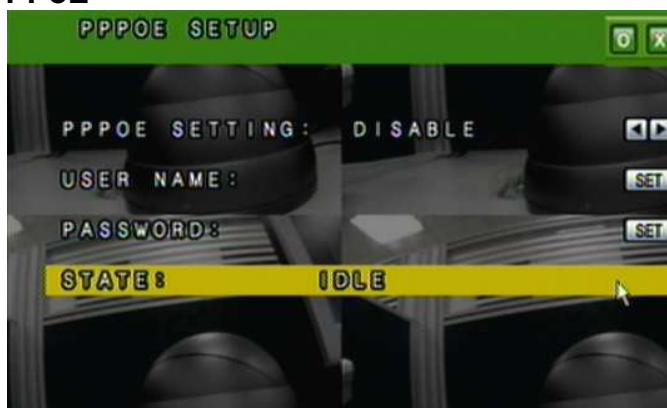 PPPOE SETUP
O X
PPPOE SETTING: DISABLE
USER NAME: SET
PASSWORD: SET
STATE: IDLE